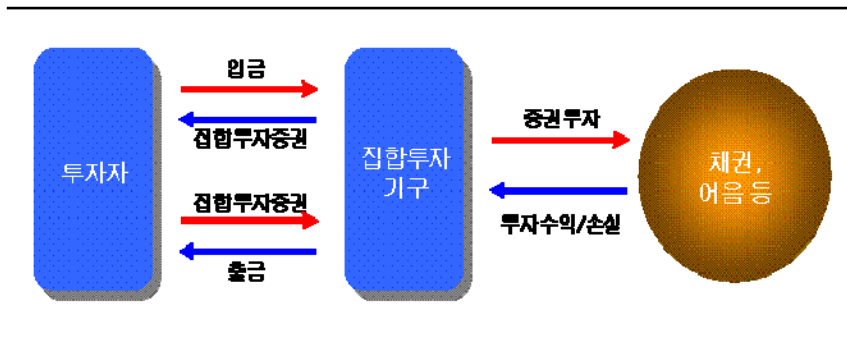 입금
집합투자증권
투자자
집합투자증권
출금
집합투자
기구
증권투자
투자수익/손실
채권,
어음 등